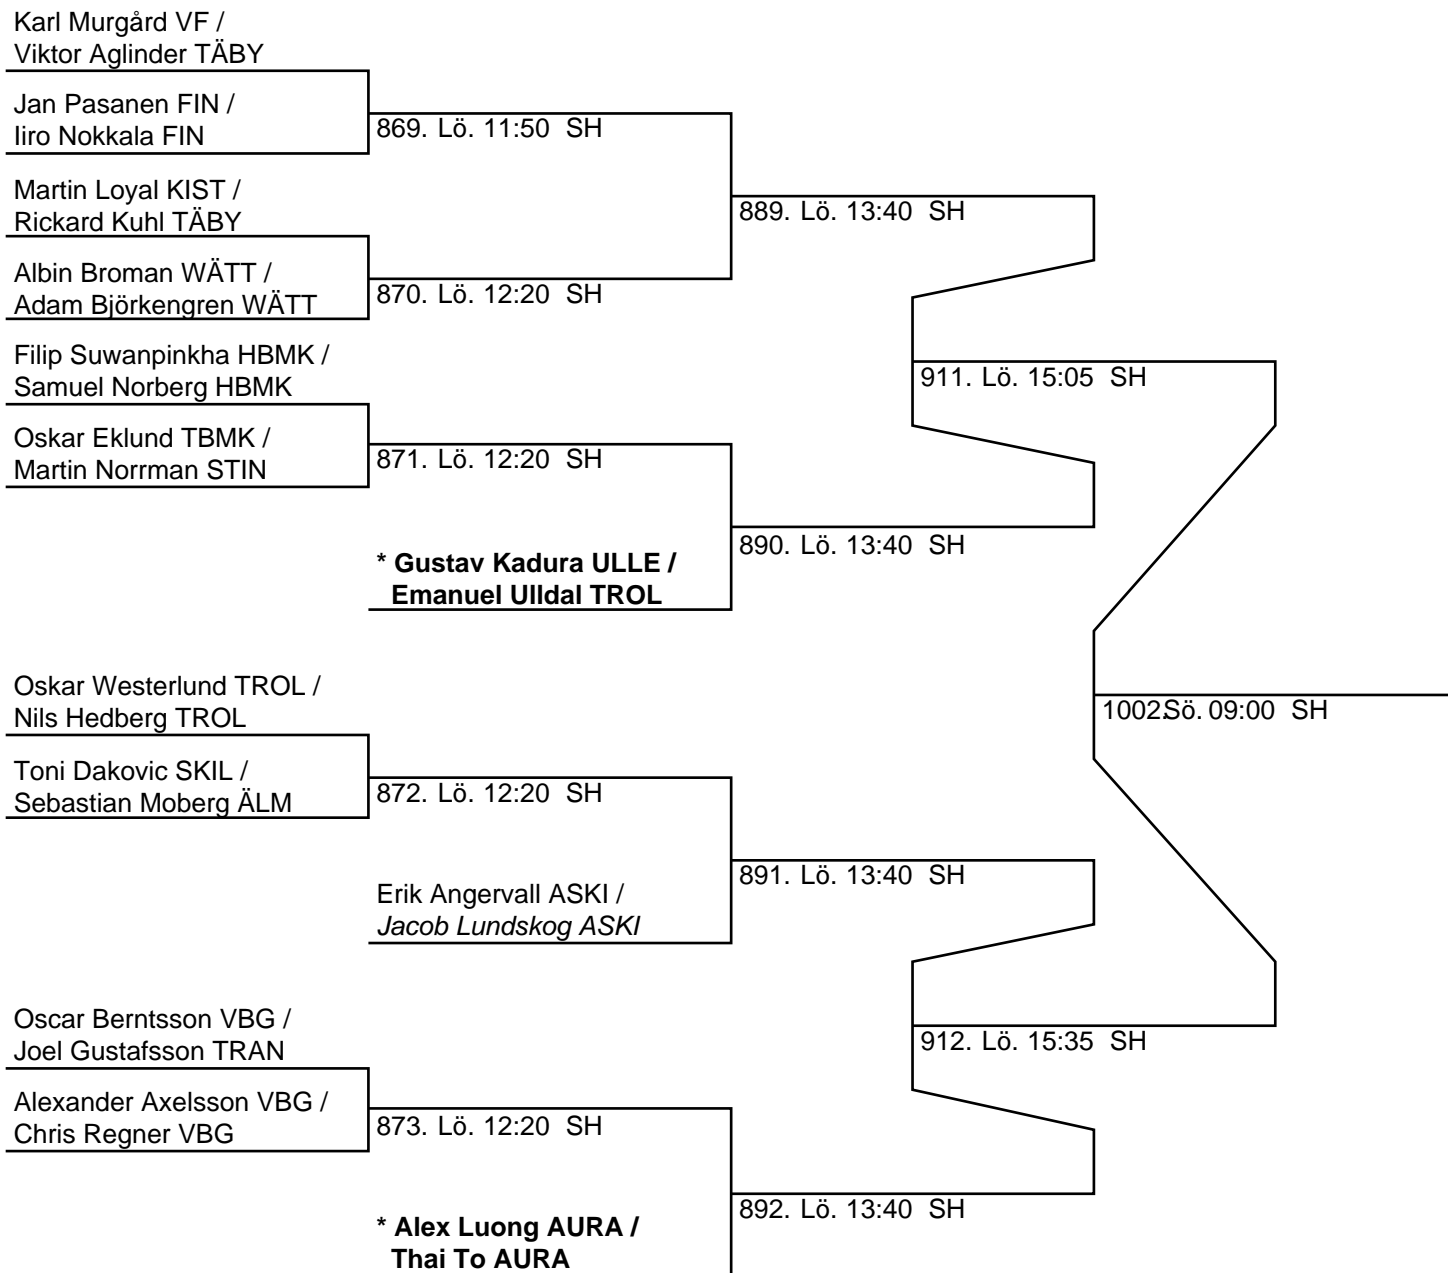 Karl Murgård VF /
Viktor Aglinder TÄBY
Jan Pasanen FIN /
Iiro Nokkala FIN
869. Lö. 11:50 SH
Martin Loyal KIST /
Rickard Kuhl TÄBY
889. Lö. 13:40 SH
Albin Broman WÄTT /
Adam Björkengren WÄTT
870. Lö. 12:20 SH
Filip Suwanpinkha HBMK /
Samuel Norberg HBMK
911. Lö. 15:05 SH
Oskar Eklund TBMK /
Martin Norrman STIN
871. Lö. 12:20 SH
890. Lö. 13:40 SH
* Gustav Kadura ULLE /
Emanuel Ulldal TROL
Oskar Westerlund TROL /
Nils Hedberg TROL
1002. Sö. 09:00 SH
Toni Dakovic SKIL /
Sebastian Moberg ÄLM
872. Lö. 12:20 SH
891. Lö. 13:40 SH
Erik Angervall ASKI /
Jacob Lundskog ASKI
Oscar Berntsson VBG /
Joel Gustafsson TRAN
912. Lö. 15:35 SH
Alexander Axelsson VBG /
Chris Regner VBG
873. Lö. 12:20 SH
892. Lö. 13:40 SH
* Alex Luong AURA /
Thai To AURA